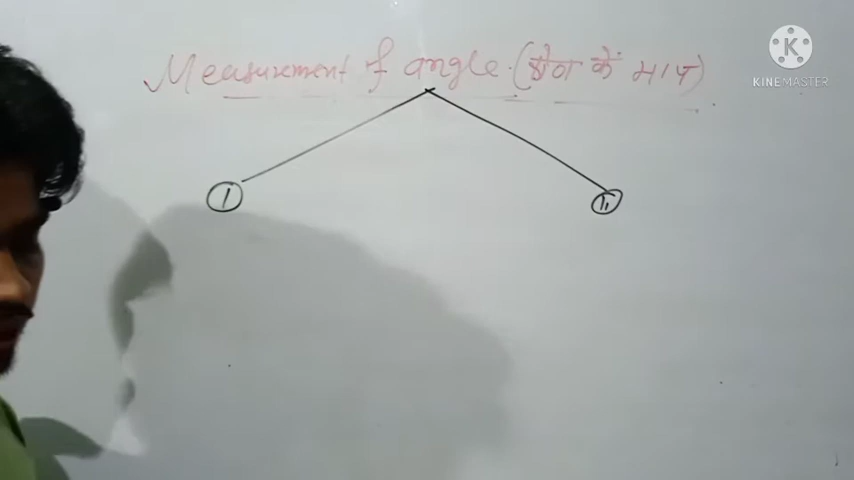 Measurement of angle. (कोण के माप)
I II
KINEMASTER